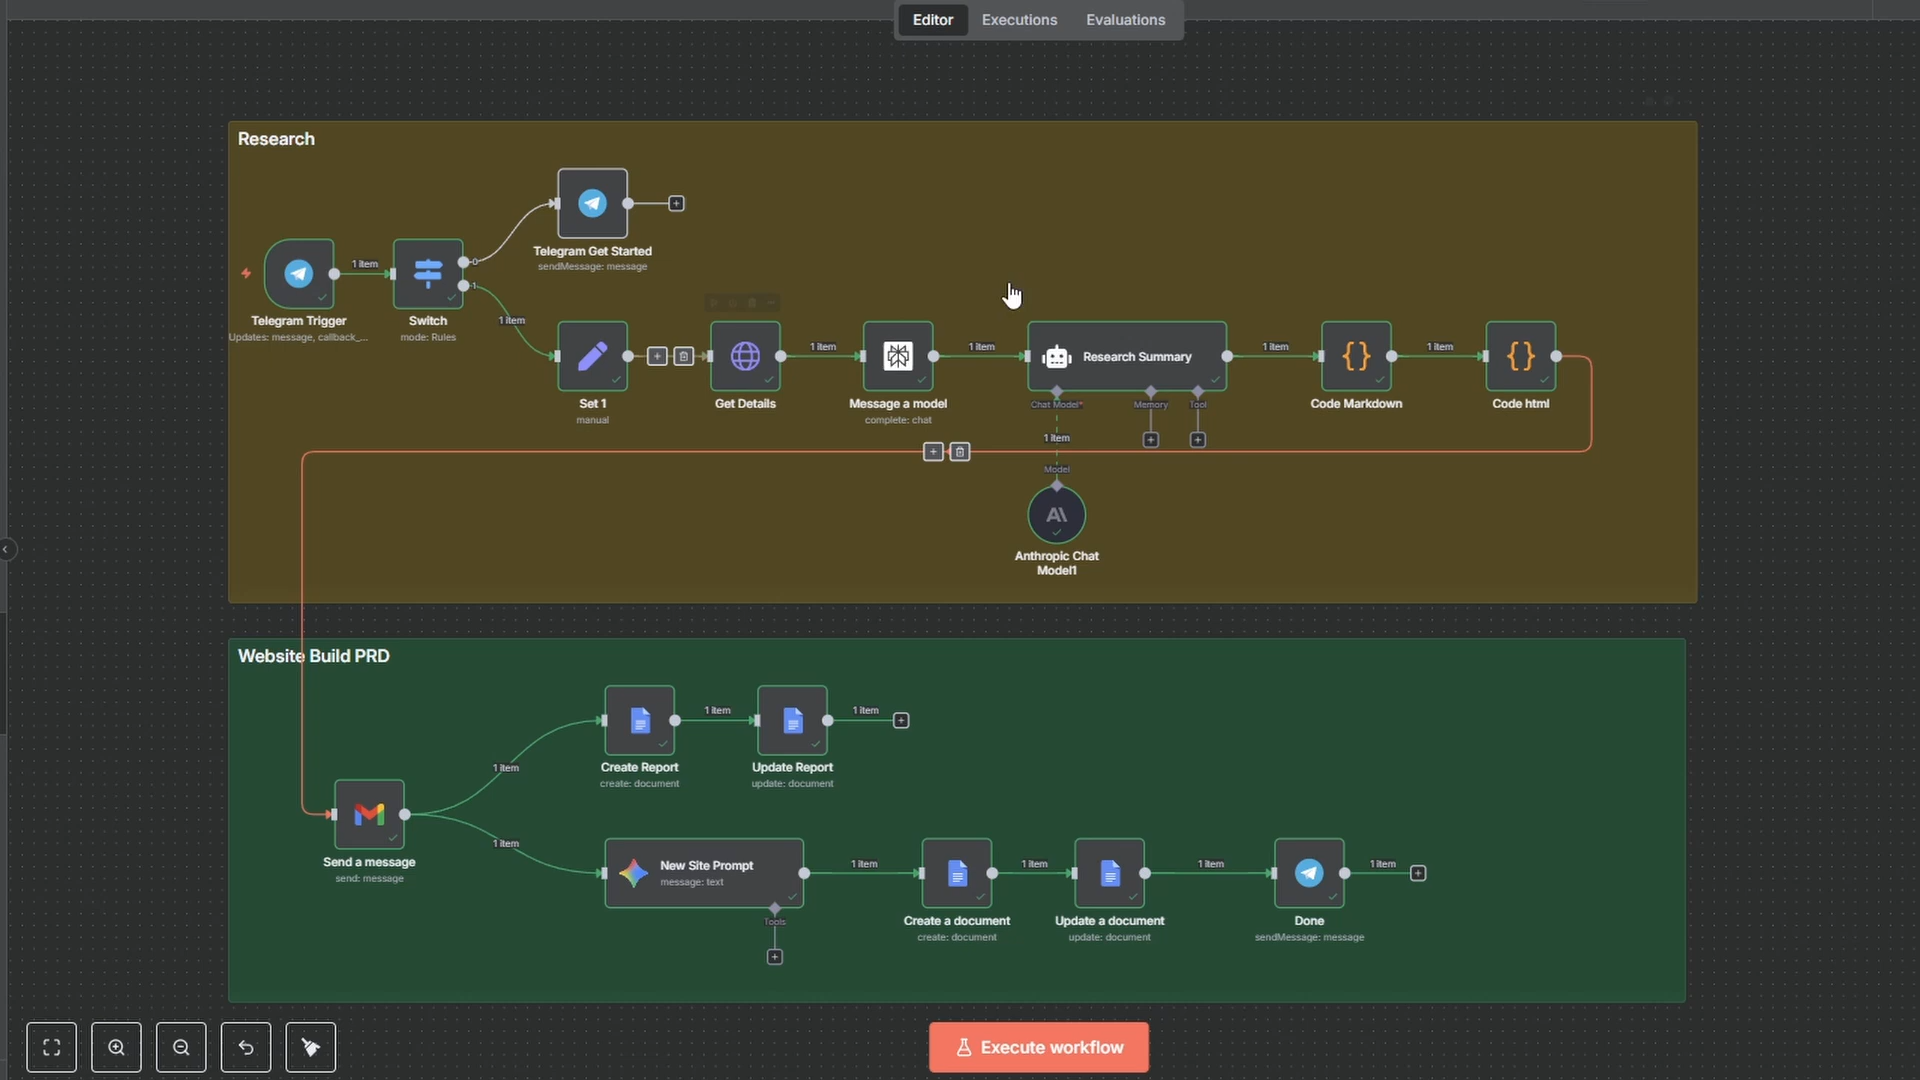 Editor Executions Evaluations
Research
Telegram Get Started
sendMessage: message
1 item
0
1
Telegram Trigger
Updates: message, callback_...
Switch
mode: Rules
1 item
1 item
1 item
1 item
1 item
Research Summary
Set 1
manual
Get Details
Message a model
complete: chat
Chat Model*
Memory
Tool
Code Markdown
Code html
1 item
Model
Anthropic Chat
Model1
Website Build PRD
1 item
1 item
Create Report
create: document
Update Report
update: document
1 item
1 item
Send a message
send: message
New Site Prompt
message: text
Tools
1 item
1 item
1 item
1 item
Create a document
create: document
Update a document
update: document
Done
sendMessage: message
Execute workflow